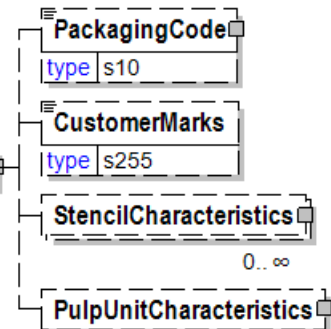 PackagingCode
type s10
CustomerMarks
type s255
StencilCharacteristics
0.. ∞
PulpUnitCharacteristics